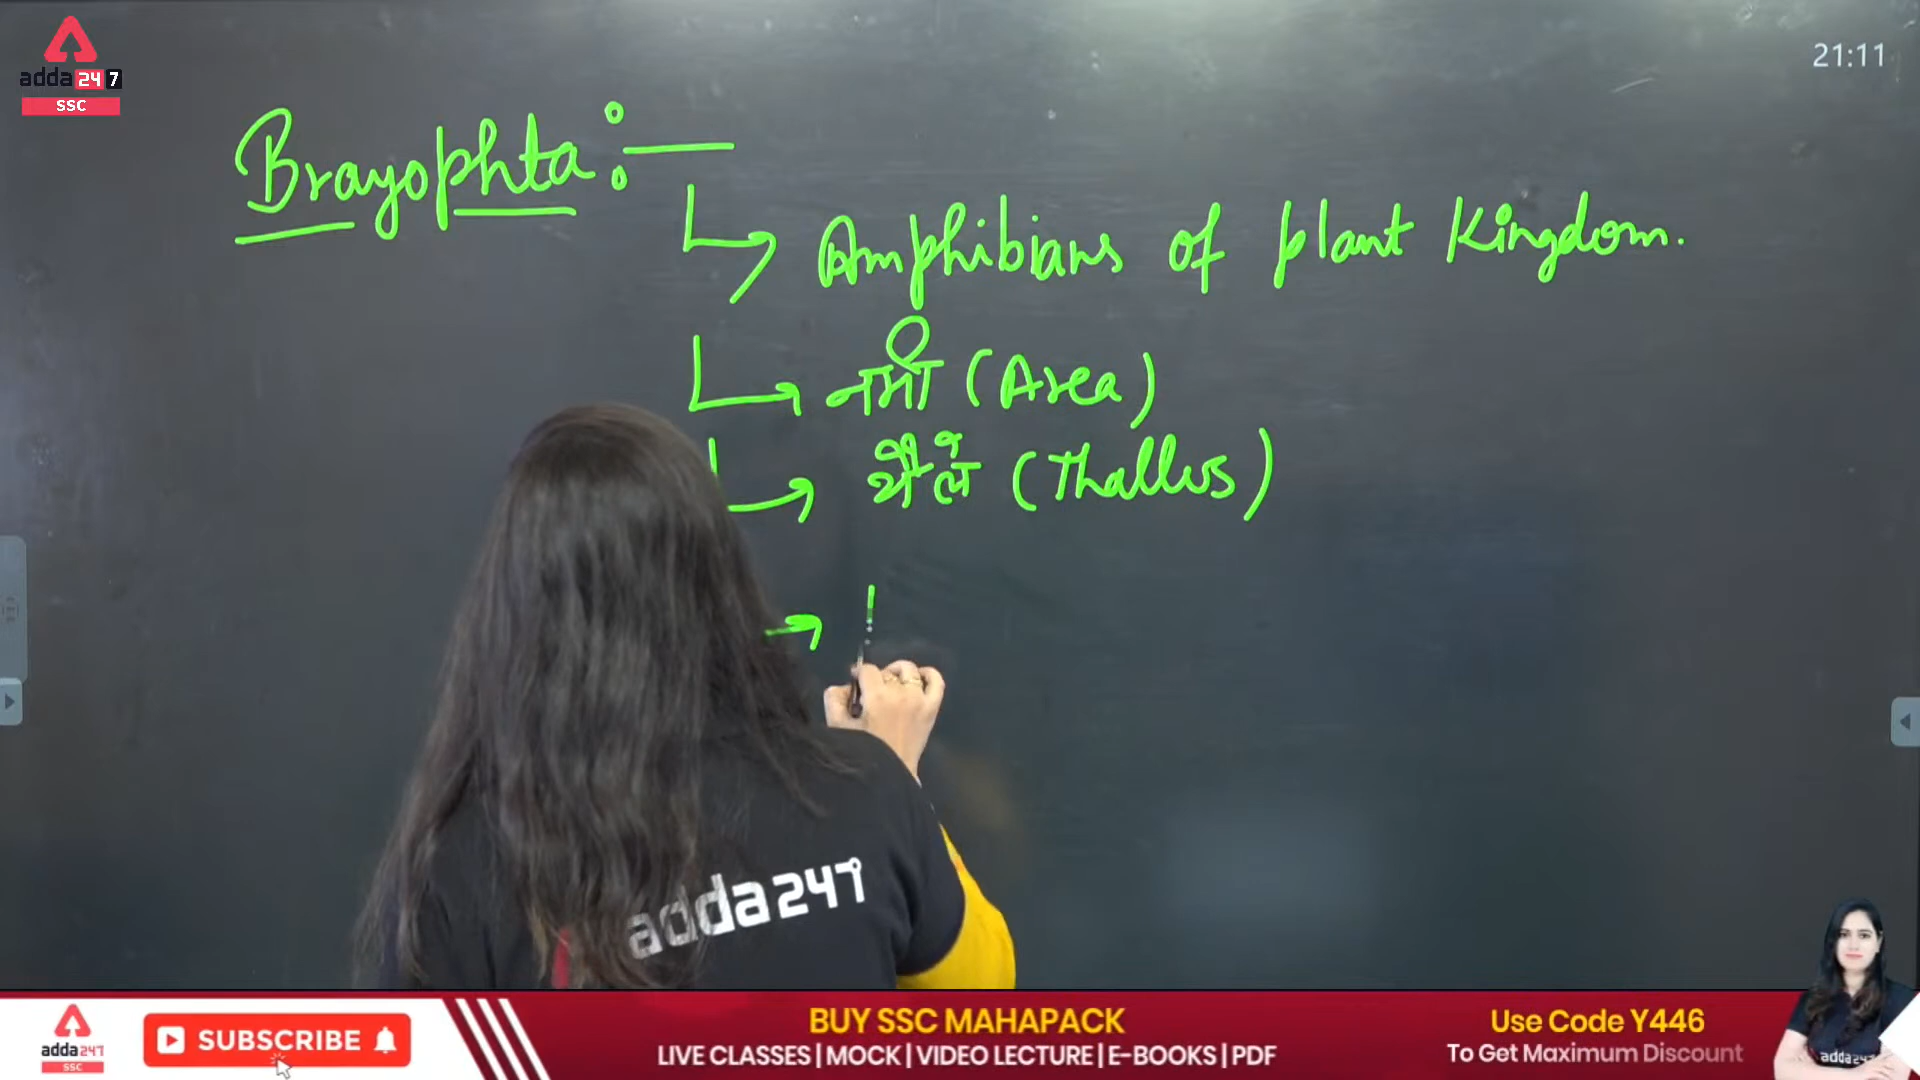 adda247
SSC
21:11
Brayophta :—
Amphibians of plant Kingdom.
नमी (Area)
थैलस (Thallus)
adda247
adda247
SSC
SUBSCRIBE
BUY SSC MAHAPACK
LIVE CLASSES | MOCK | VIDEO LECTURE | E-BOOKS | PDF
Use Code Y446
To Get Maximum Discount
adda247